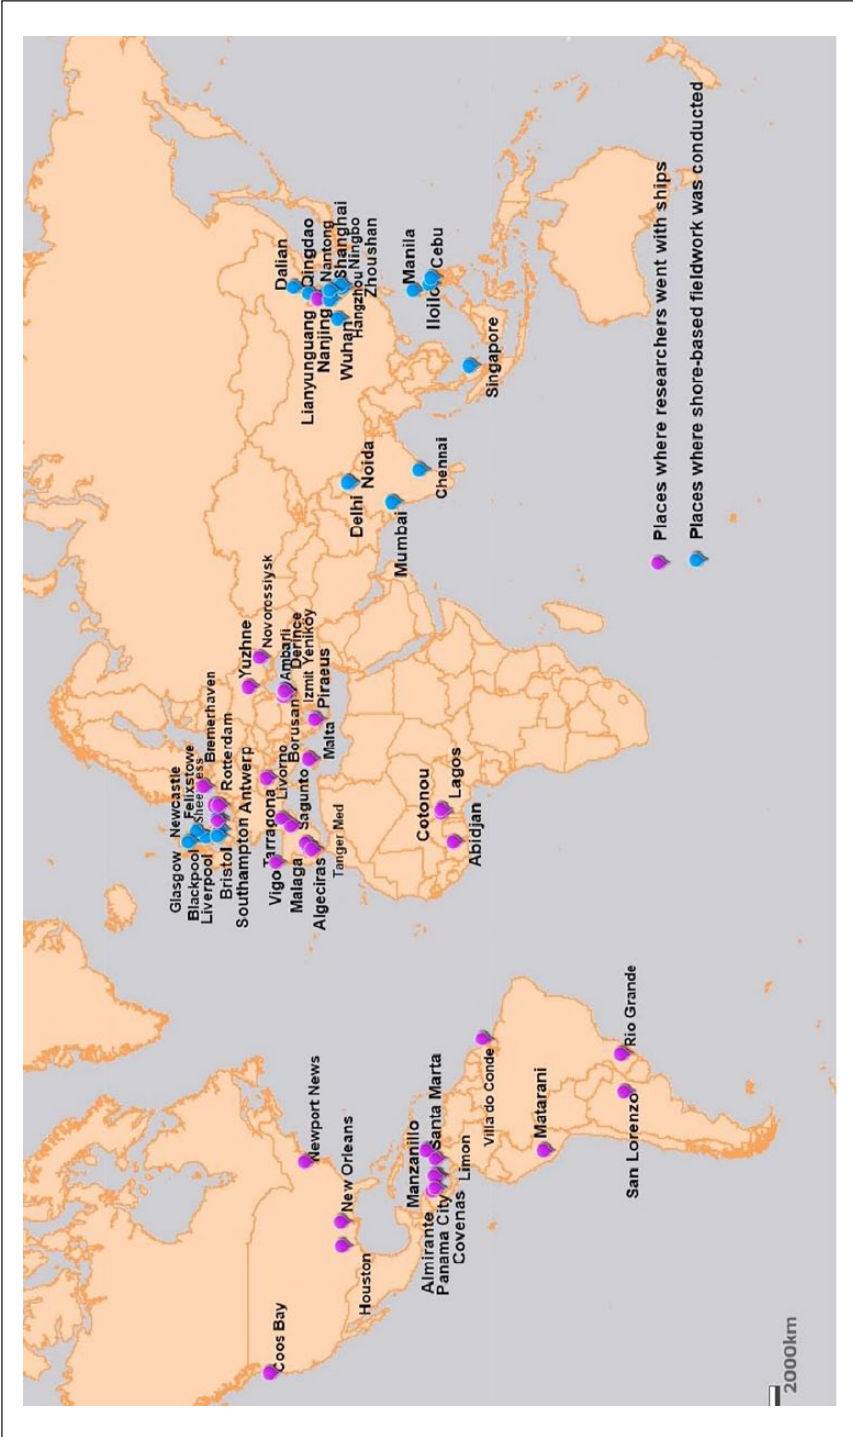 Coos Bay
Houston
New Orleans
Newport News
Almirante
Panama City
Covenas
Manzanillo
Santa Marta
Limon
Villa do Conde
Matarani
San Lorenzo
Rio Grande
Glasgow
Blackpool
Liverpool
Newcastle
Felixstowe
Bristol
Southampton
Bremerhaven
Rotterdam
Antwerp
Vigo
Tarragona
Livorno
Malaga
Sagunto
Algeciras
Tanger Med
Malta
Borusan
Yuzhne
Novorossiysk
Ambarli
Derince
Izmit Yeniköy
Piraeus
Cotonou
Lagos
Abidjan
Delhi
Noida
Mumbai
Chennai
Dalian
Qingdao
Lianyunguang
Nanjing
Nantong
Shanghai
Wuhan
Hangzhou
Ningbo
Zhoushan
Manila
Iloilo
Cebu
Singapore
Places where researchers went with ships
Places where shore-based fieldwork was conducted
2000km